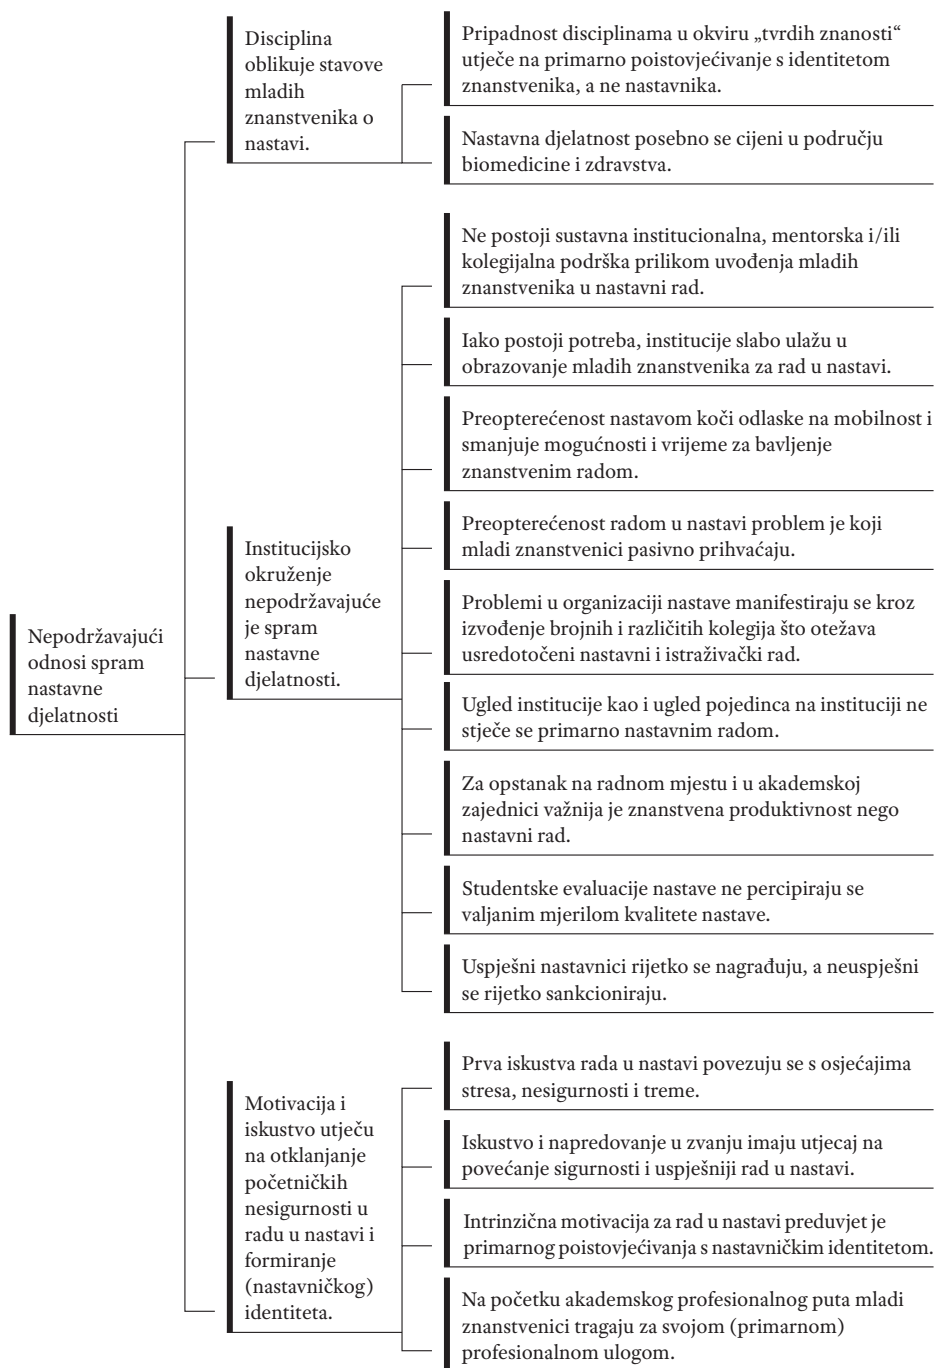 Nepodržavajući
odnosi spram
nastavne
djelatnosti
Disciplina
oblikuje stavove
mladih
znanstvenika o
nastavi.
Pripadnost disciplinama u okviru „tvrdih znanosti“
utječe na primarno poistovjećivanje s identitetom
znanstvenika, a ne nastavnika.
Nastavna djelatnost posebno se cijeni u području
biomedicine i zdravstva.
Institucijsko
okruženje
nepodržavajuće
je spram
nastavne
djelatnosti.
Ne postoji sustavna institucionalna, mentorska i/ili
kolegijalna podrška prilikom uvođenja mladih
znanstvenika u nastavni rad.
Iako postoji potreba, institucije slabo ulažu u
obrazovanje mladih znanstvenika za rad u nastavi.
Preopterećenost nastavom koči odlaske na mobilnost i
smanjuje mogućnosti i vrijeme za bavljenje
znanstvenim radom.
Preopterećenost radom u nastavi problem je koji
mladi znanstvenici pasivno prihvaćaju.
Problemi u organizaciji nastave manifestiraju se kroz
izvođenje brojnih i različitih kolegija što otežava
usredotočeni nastavni i istraživački rad.
Ugled institucije kao i ugled pojedinca na instituciji ne
stječe se primarno nastavnim radom.
Za opstanak na radnom mjestu i u akademskoj
zajednici važnija je znanstvena produktivnost nego
nastavni rad.
Studentske evaluacije nastave ne percipiraju se
valjanim mjerilom kvalitete nastave.
Uspješni nastavnici rijetko se nagrađuju, a neuspješni
se rijetko sankcioniraju.
Motivacija i
iskustvo utječu
na otklanjanje
početničkih
nesigurnosti u
radu u nastavi i
formiranje
(nastavničkog)
identiteta.
Prva iskustva rada u nastavi povezuju se s osjećajima
stresa, nesigurnosti i treme.
Iskustvo i napredovanje u zvanju imaju utjecaj na
povećanje sigurnosti i uspješniji rad u nastavi.
Intrinzična motivacija za rad u nastavi preduvjet je
primarnog poistovjećivanja s nastavničkim identitetom.
Na početku akademskog profesionalnog puta mladi
znanstvenici tragaju za svojom (primarnom)
profesionalnom ulogom.